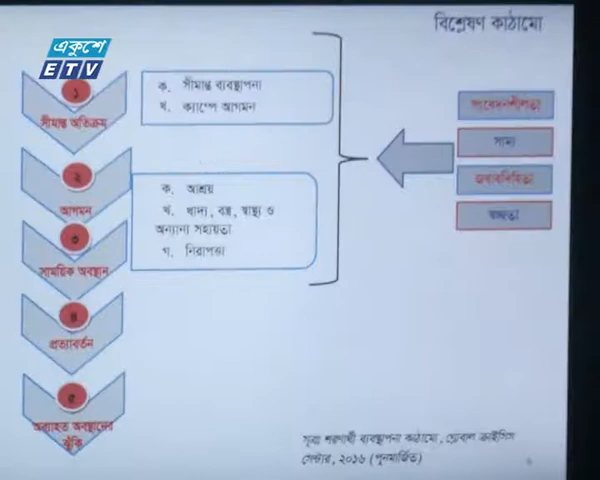 বিশ্লেষণ কাঠামো
একুশে
ETV
১
সীমান্ত অতিক্রম
ক. সীমান্ত ব্যবস্থাপনা
খ. ক্যাম্পে আগমন
সংবেদনশীলতা
সাম্য
জবাবদিহিতা
স্বচ্ছতা
২
আগমন
ক. আশ্রয়
খ. খাদ্য, বস্ত্র, স্বাস্থ্য ও
অন্যান্য সহায়তা
গ. নিরাপত্তা
৩
সাময়িক অবস্থান
৪
প্রত্যাবর্তন
৫
অব্যাহত অবস্থানের
ঝুঁকি
সূত্রঃ শরণার্থী ব্যবস্থাপনা কাঠামো, গ্লোবাল ক্রাইসিস
সেন্টার, ২০১৬ (পুনমার্জিত)